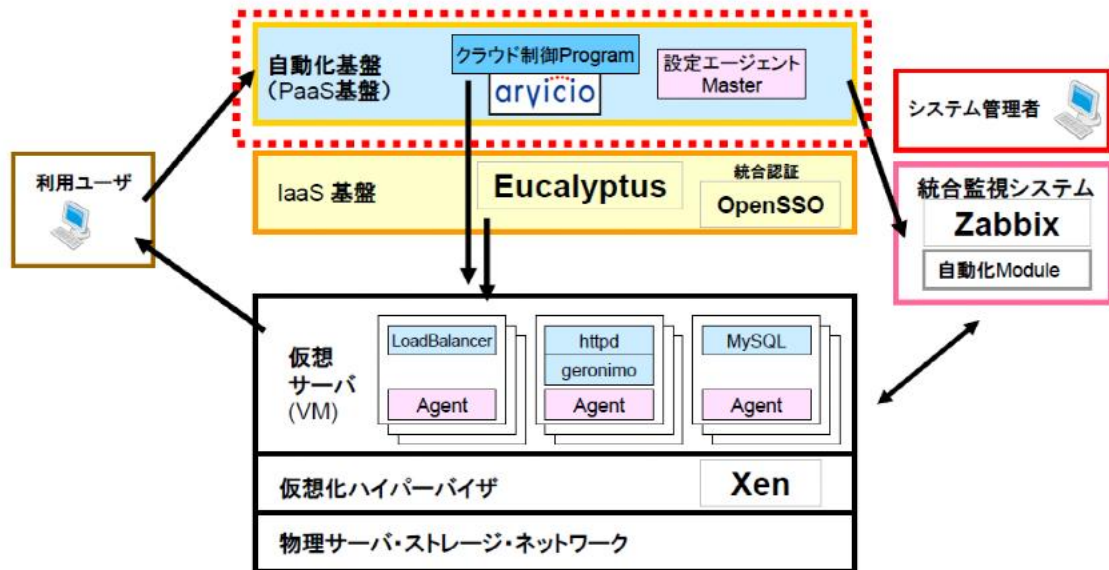 自動化基盤
（PaaS基盤）
クラウド制御Program
arvicio
設定エージェント
Master
システム管理者
利用ユーザ
IaaS 基盤
Eucalyptus
統合認証
OpenSSO
統合監視システム
Zabbix
自動化Module
仮想
サーバ
(VM)
LoadBalancer
Agent
httpd
geronimo
Agent
MySQL
Agent
仮想化ハイパーバイザ
Xen
物理サーバ・ストレージ・ネットワーク